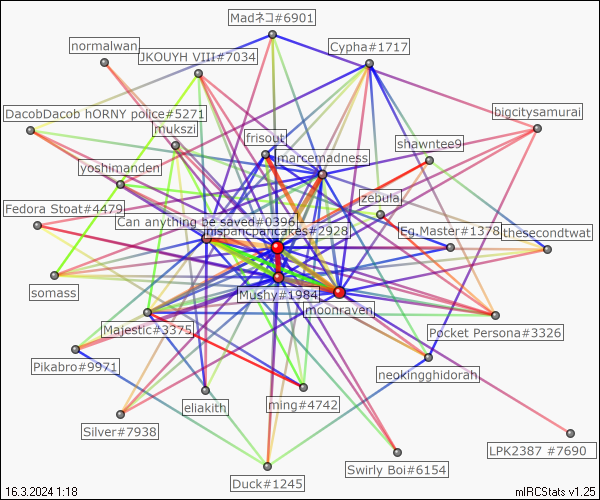 Madネコ#6901
normalwan
Cypha#1717
JKOUYH VIII#7034
DacobDacob hORNY police#5271
bigcitysamurai
mukszil
frisout
shawntee9
marcemadness
yoshimanden
zebula
Fedora Stoat#4479
Can anything be saved#0396
Eg.Master#1378
thesecondtwat
mispancpancakes#2928
somass
Mushy#1984
moonraven
Majestic#3375
Pocket Persona#3326
Pikabro#9971
neokingghidorah
eliakith
ming#4742
Silver#7938
LPK2387 #7690
Swirly Boi#6154
Duck#1245
16.3.2024 1:18
mIRCStats v1.25